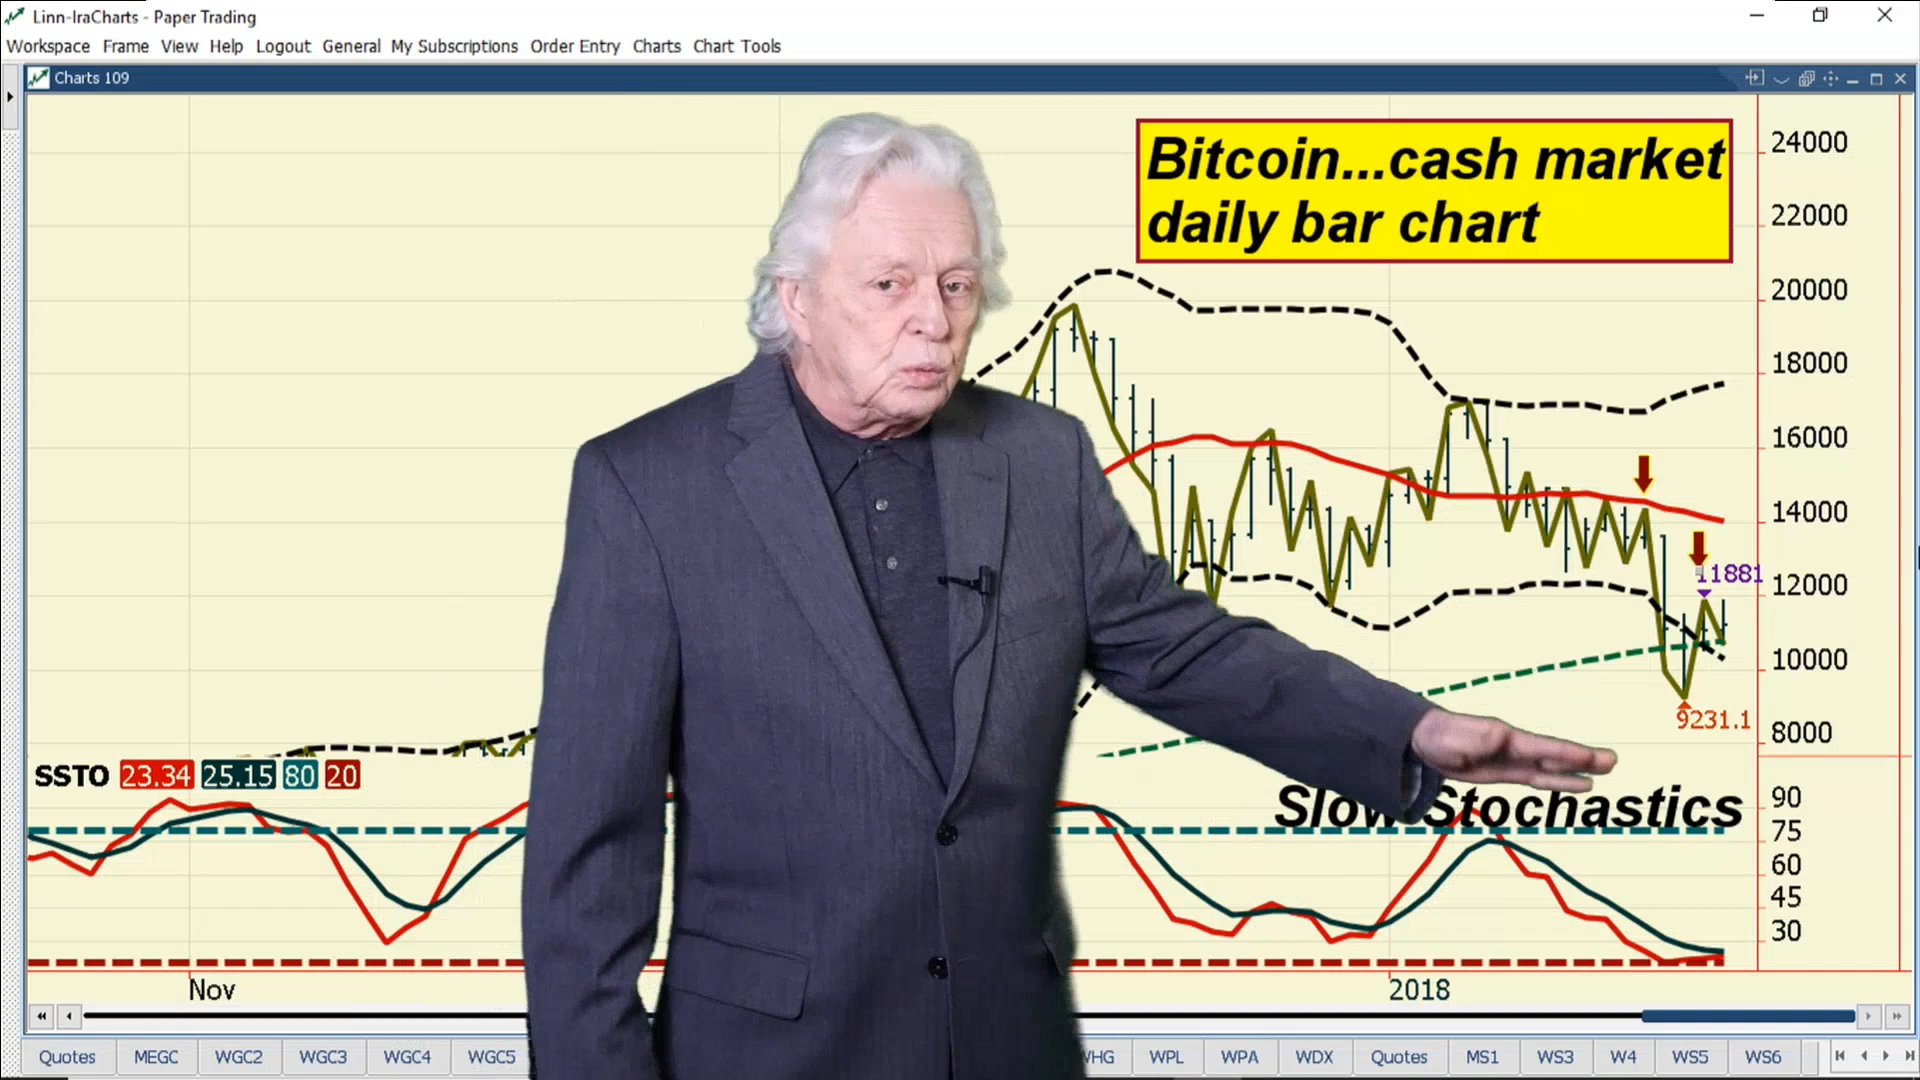 Linn-IraCharts - Paper Trading
Workspace Frame View Help Logout General My Subscriptions Order Entry Charts Chart Tools
Charts 109
Bitcoin...cash market
daily bar chart
24000
22000
20000
18000
16000
14000
11881
12000
10000
9231.1
8000
SSTO 23.34 25.15 80 20
Slow Stochastics
90
75
60
45
30
Nov
2018
Quotes MEGC WGC2 WGC3 WGC4 WGC5 WPL WPA WDX Quotes MS1 WS3 W4 WS5 WS6